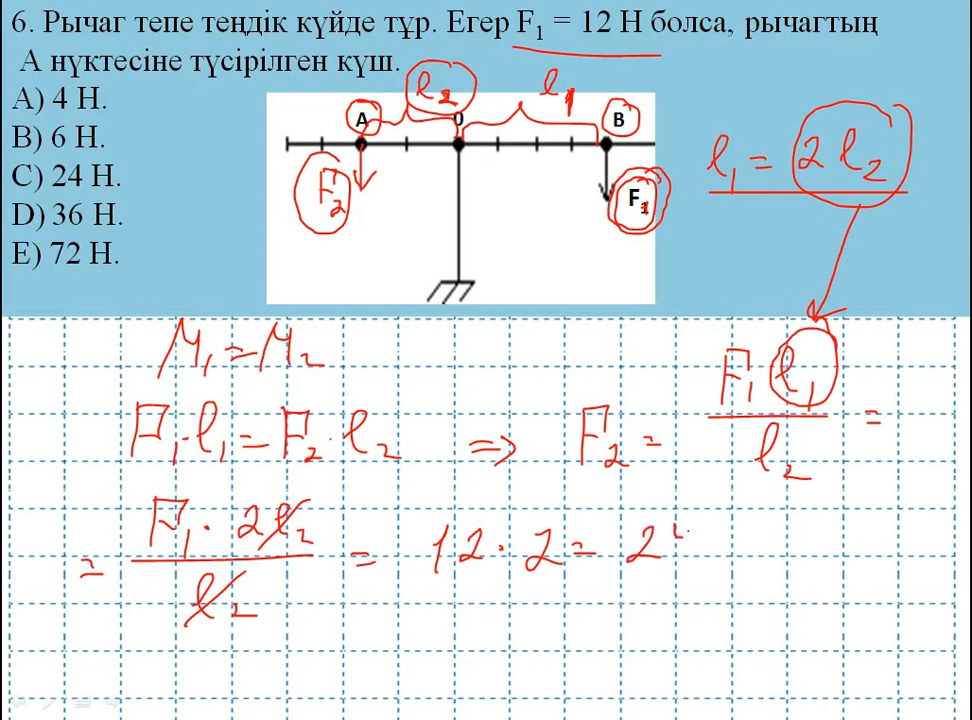 6. Рычаг тепе теңдік күйде тұр. Егер F₁ = 12 Н болса, рычагтың
А нүктесіне түсірілген күш.
A) 4 Н.
B) 6 Н.
C) 24 Н.
D) 36 Н.
E) 72 Н.
ℓ₂ ℓ₁
A 0 B
F₂ F₁
ℓ₁ = 2ℓ₂
M₁ = M₂
F₁·ℓ₁ = F₂·ℓ₂ => F₂ = F₁ℓ₁ / ℓ₂ =
= F₁·2ℓ₂ / ℓ₂ = 12·2 = 2